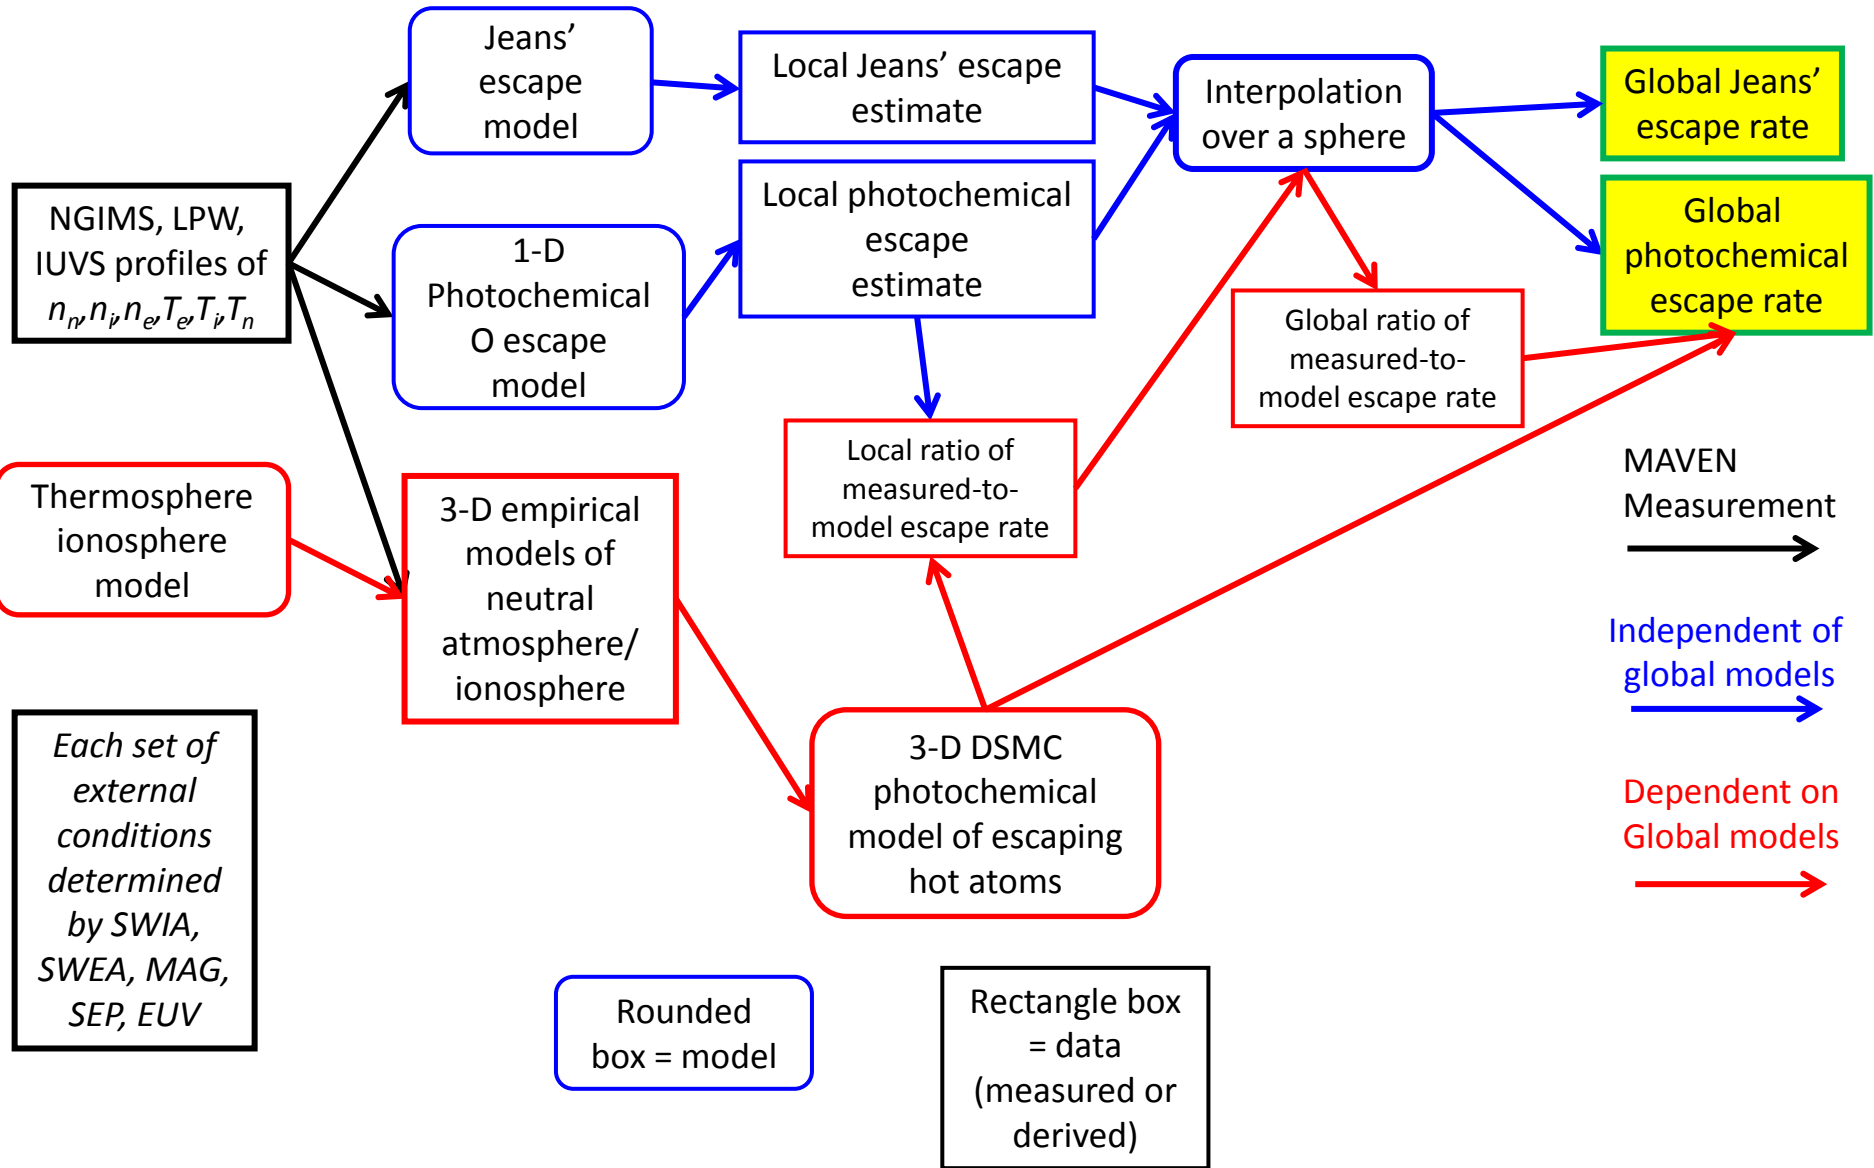 Jeans’
escape
model
Local Jeans’ escape
estimate
Interpolation
over a sphere
Global Jeans’
escape rate
NGIMS, LPW,
IUVS profiles of
nn,ni,ne,Te,Ti,Tn
1-D
Photochemical
O escape
model
Local photochemical
escape
estimate
Global
photochemical
escape rate
Global ratio of
measured-to-
model escape rate
Local ratio of
measured-to-
model escape rate
Thermosphere
ionosphere
model
3-D empirical
models of
neutral
atmosphere/
ionosphere
MAVEN
Measurement
Independent of
global models
Dependent on
Global models
Each set of
external
conditions
determined
by SWIA,
SWEA, MAG,
SEP, EUV
3-D DSMC
photochemical
model of escaping
hot atoms
Rounded
box = model
Rectangle box
= data
(measured or
derived)